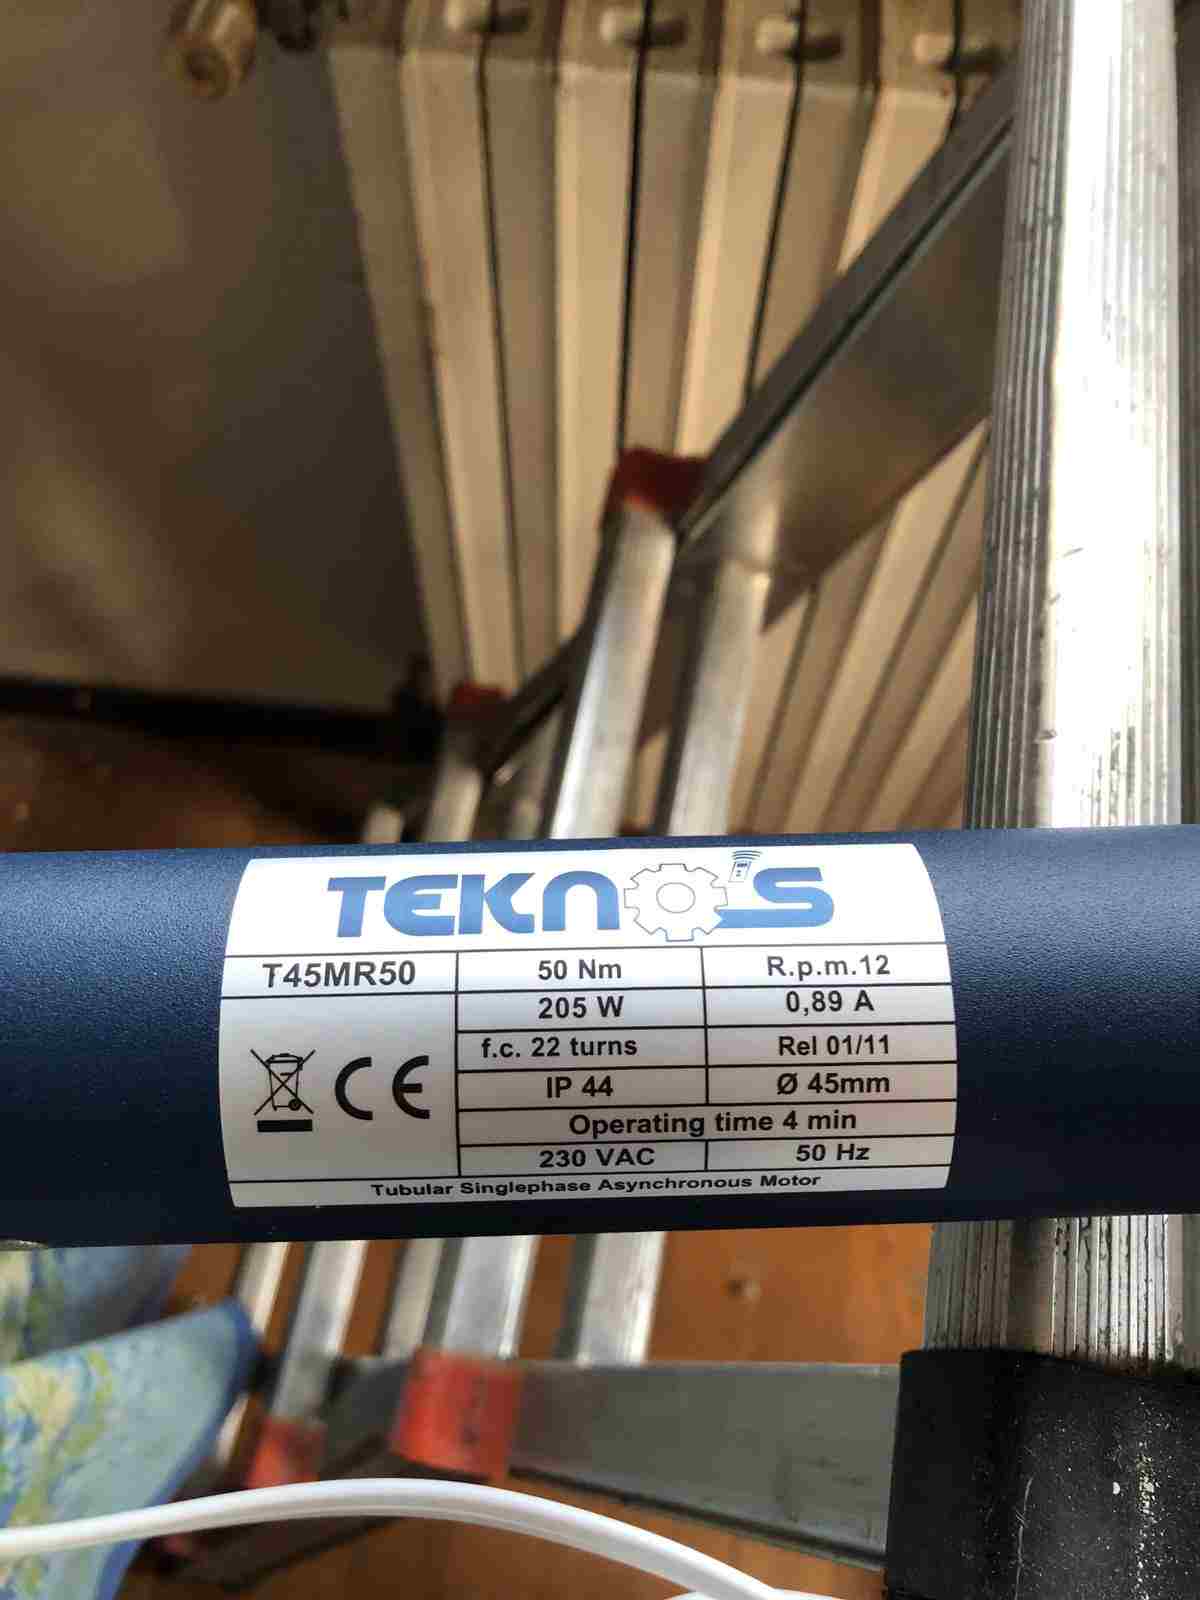 TEKNO'S
T45MR50 50 Nm R.p.m.12
205 W 0,89 A
f.c. 22 turns Rel 01/11
CE IP 44 Ø 45mm
Operating time 4 min
230 VAC 50 Hz
Tubular Singlephase Asynchronous Motor